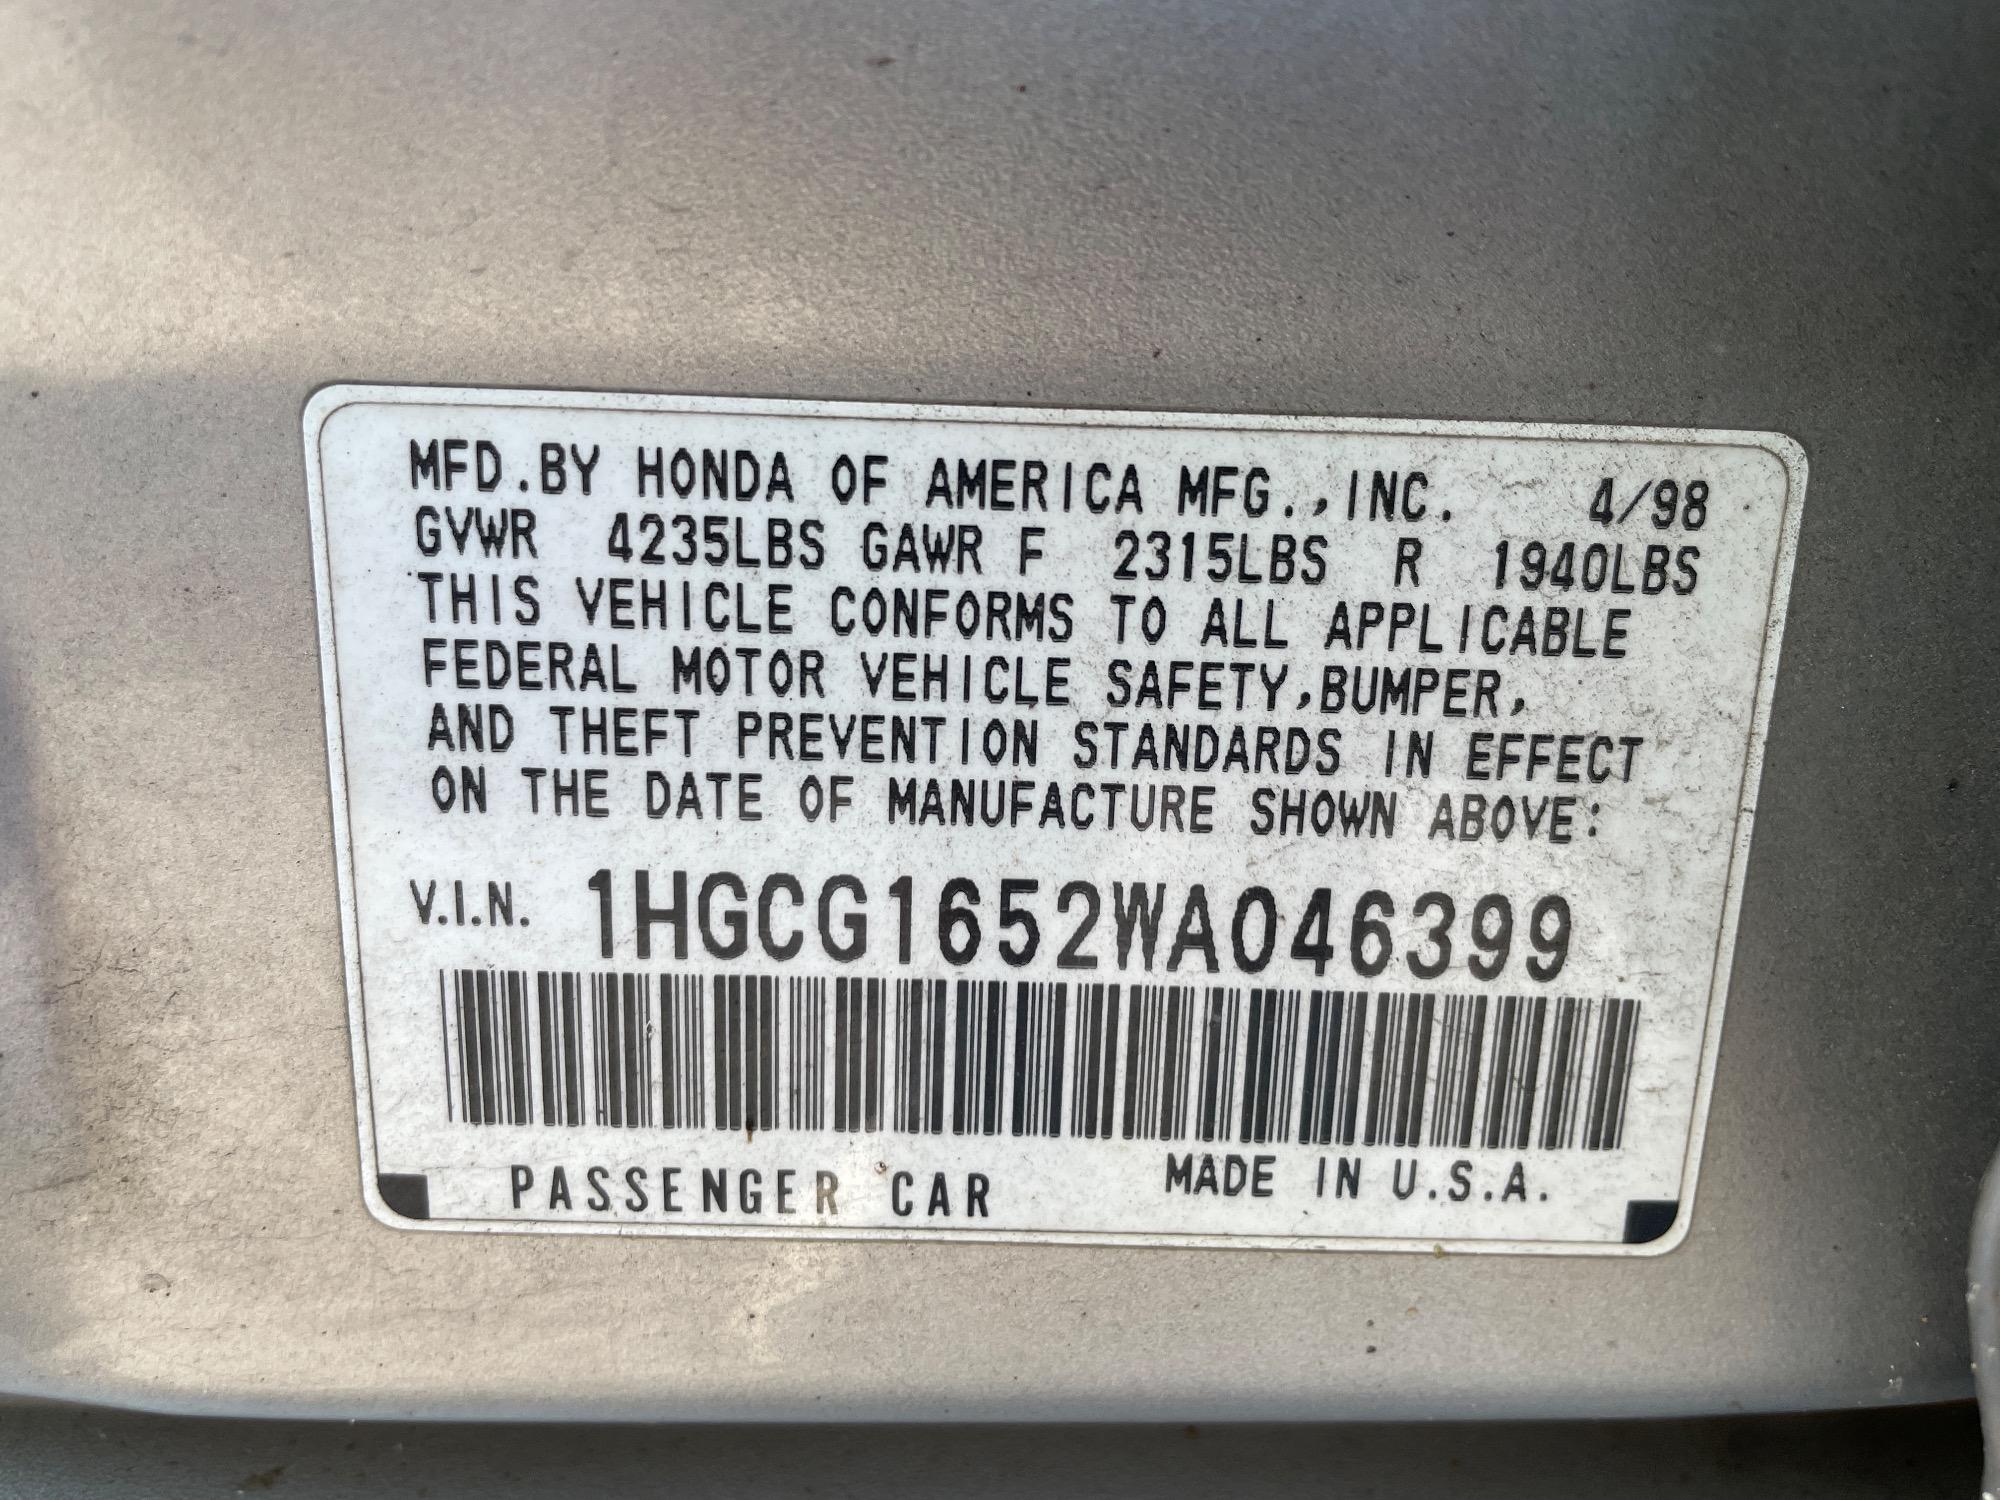 MFD.BY HONDA OF AMERICA MFG.,INC. 4/98
GVWR 4235LBS GAWR F 2315LBS R 1940LBS
THIS VEHICLE CONFORMS TO ALL APPLICABLE
FEDERAL MOTOR VEHICLE SAFETY,BUMPER,
AND THEFT PREVENTION STANDARDS IN EFFECT
ON THE DATE OF MANUFACTURE SHOWN ABOVE:
V.I.N. 1HGCG1652WA046399
PASSENGER CAR MADE IN U.S.A.